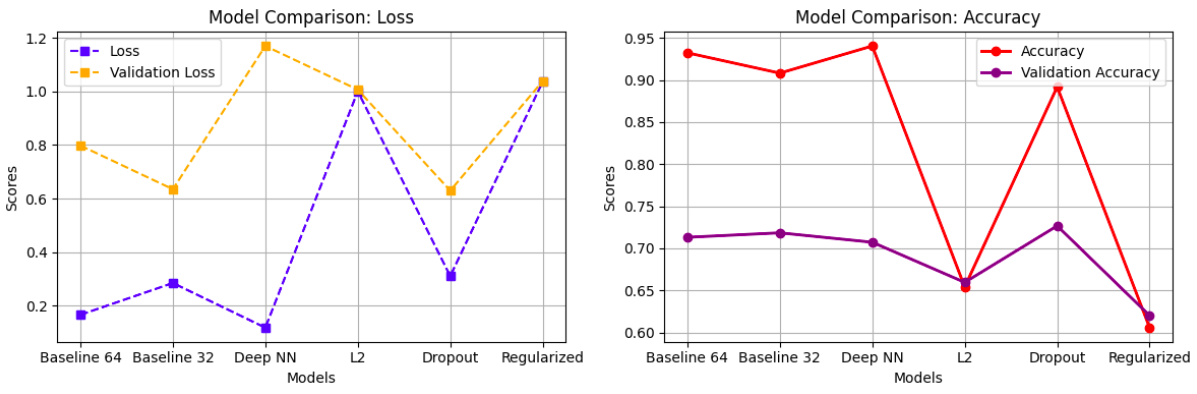 Model Comparison: Loss
1.2
1.0
0.8
0.6
0.4
0.2
Scores
Loss
Validation Loss
Baseline 64 Baseline 32 Deep NN L2 Dropout Regularized
Models
Model Comparison: Accuracy
0.95
0.90
0.85
0.80
0.75
0.70
0.65
0.60
Scores
Accuracy
Validation Accuracy
Baseline 64 Baseline 32 Deep NN L2 Dropout Regularized
Models